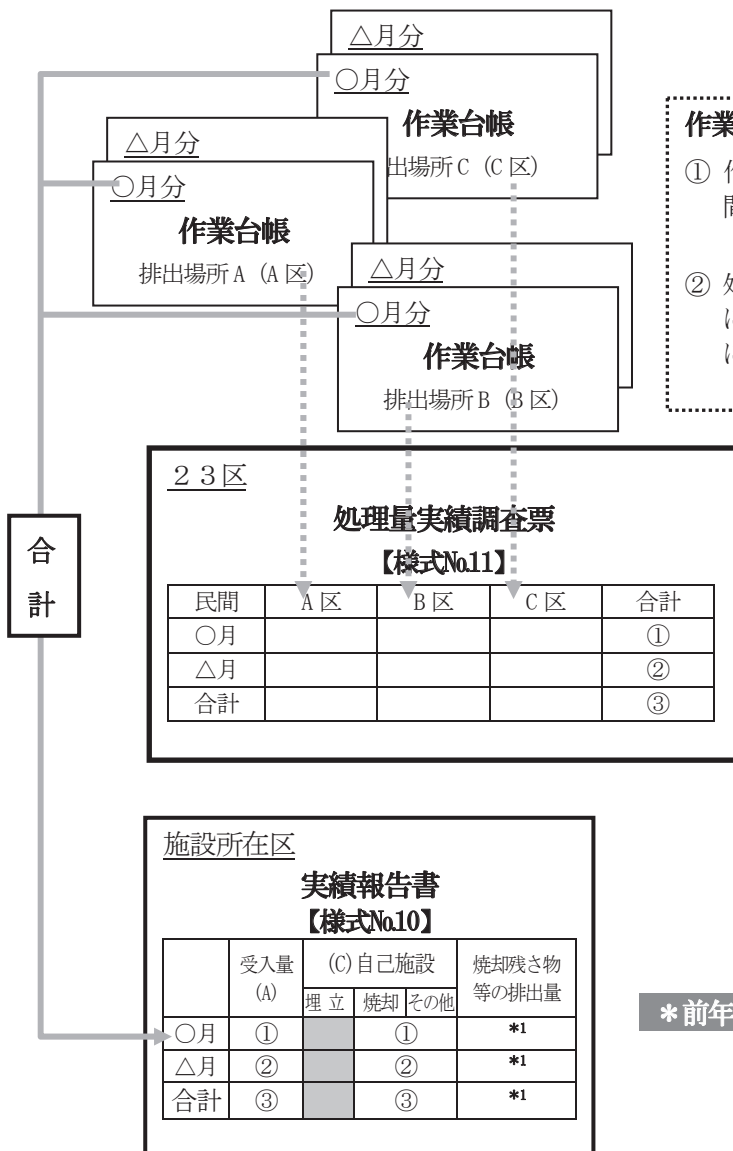 △月分
○月分
作業台帳
出場所C（C区）
△月分
○月分
作業台帳
排出場所A（A区）
△月分
○月分
作業台帳
排出場所B（B区）
作業
①
間
②
に
に
合計
２３区
処理量実績調査票
【様式№11】
民間 A区 B区 C区 合計
○月 ①
△月 ②
合計 ③
施設所在区
実績報告書
【様式№10】
受入量(A) (C)自己施設 焼却残さ物等の排出量
埋立 焼却 その他
○月 ① ① *1
△月 ② ② *1
合計 ③ ③ *1
＊前年